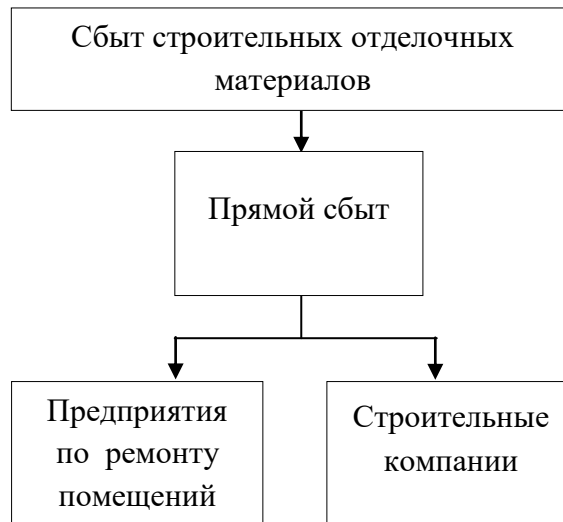 Сбыт строительных отделочных
материалов
Прямой сбыт
Предприятия
по ремонту
помещений
Строительные
компании